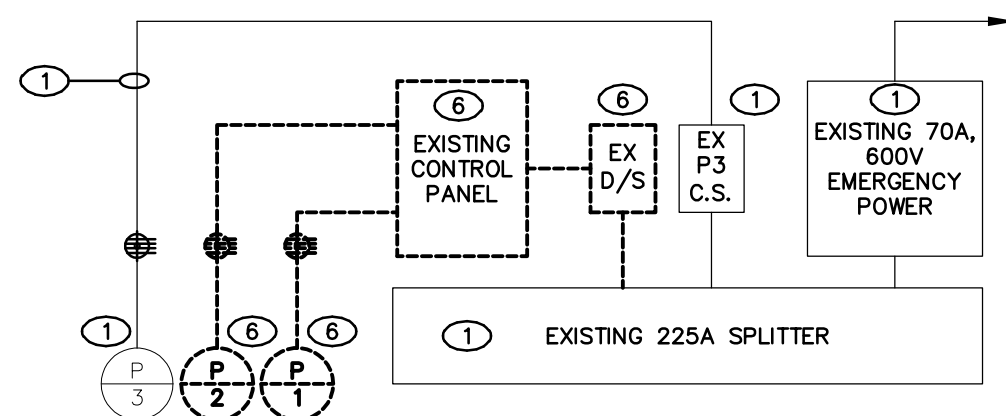 1
6
EXISTING
CONTROL
PANEL
6
EX
D/S
1
EX
P3
C.S.
1
EXISTING 70A,
600V
EMERGENCY
POWER
1
6
6
1
EXISTING 225A SPLITTER
P
3
P
2
P
1